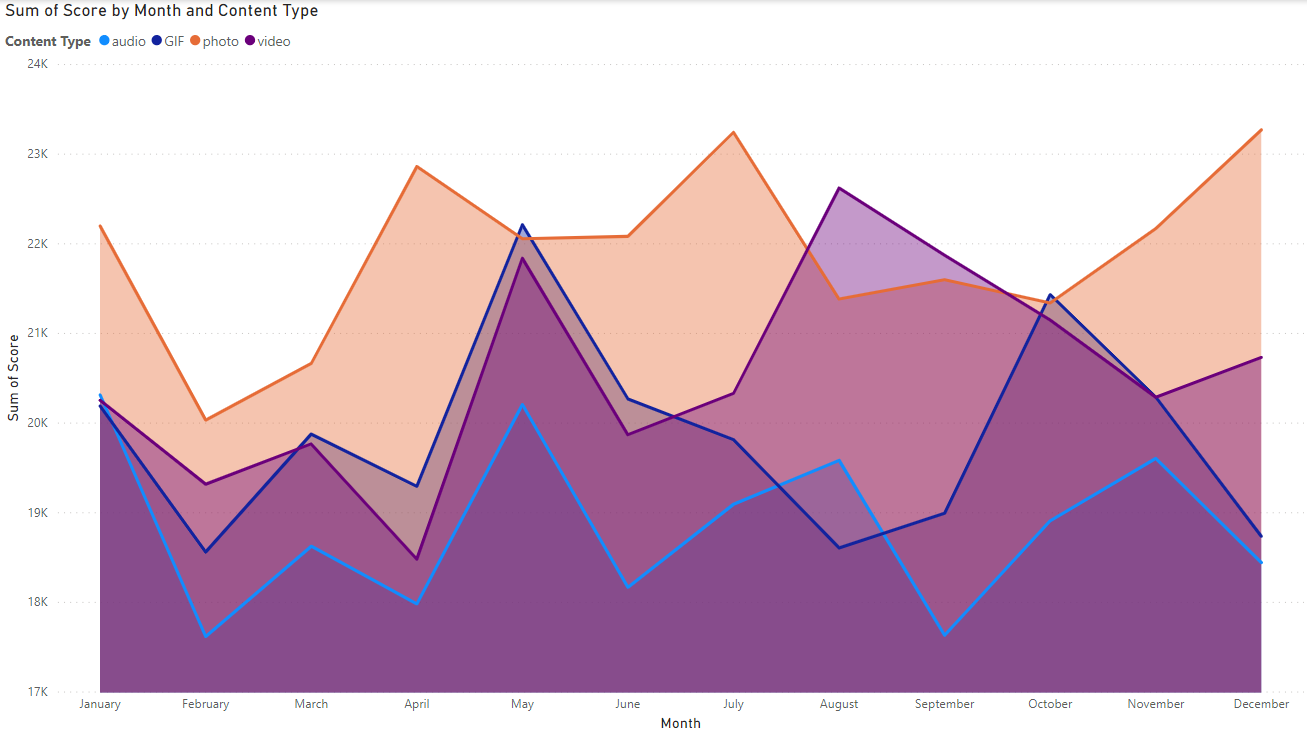 Sum of Score by Month and Content Type
Content Type audio GIF photo video
24K
23K
22K
21K
20K
19K
18K
17K
Sum of Score
January February March April May June July August September October November December
Month